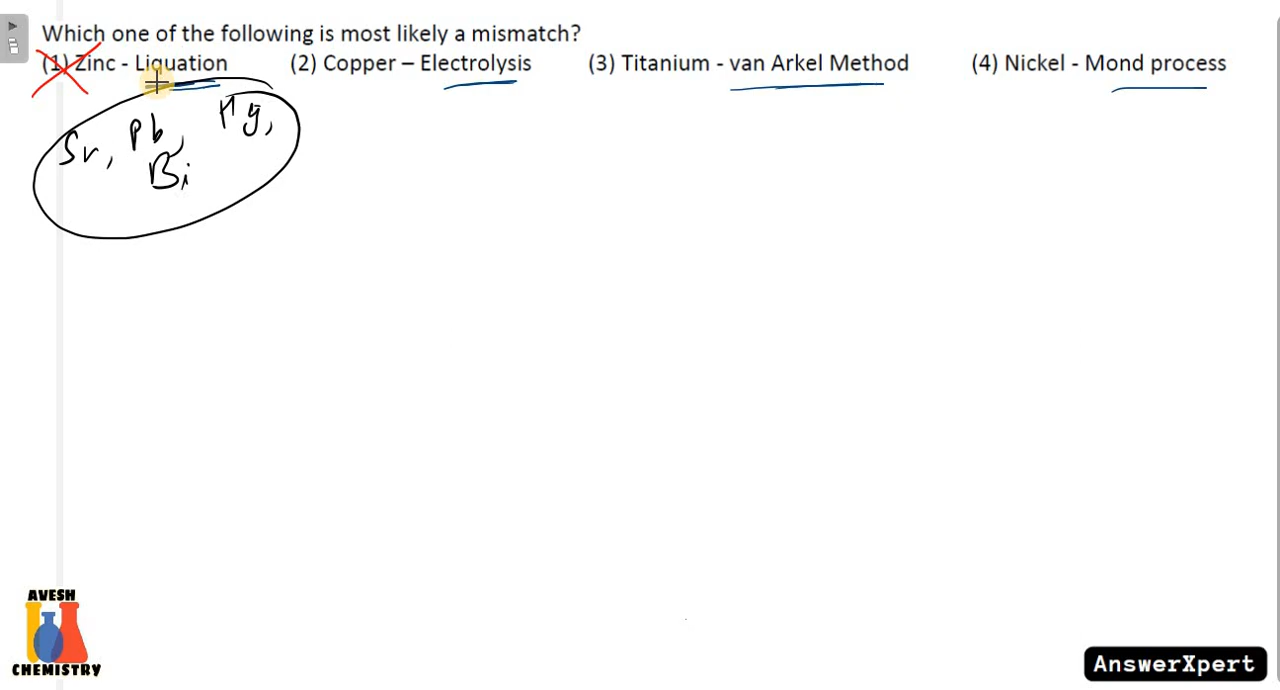 Which one of the following is most likely a mismatch?
(1) Zinc - Liquation (2) Copper – Electrolysis (3) Titanium - van Arkel Method (4) Nickel - Mond process
Sr, Pb, Hg,
Bi
AVESH
CHEMISTRY
AnswerXpert